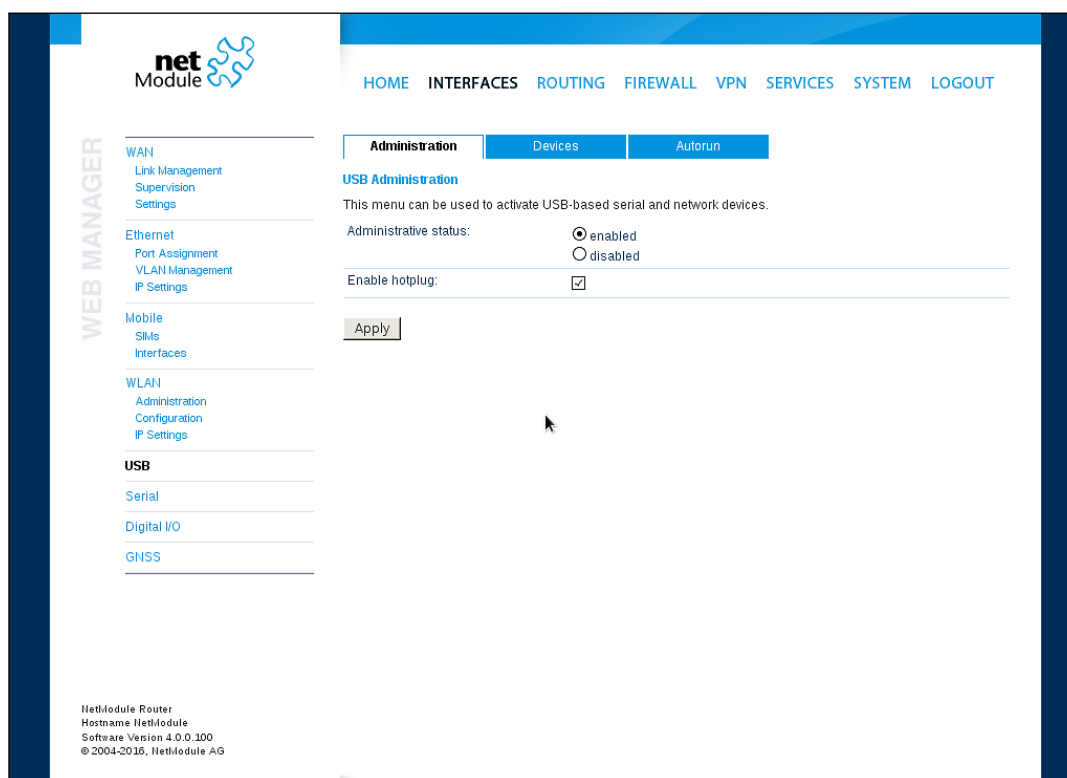 net
Module
HOME INTERFACES ROUTING FIREWALL VPN SERVICES SYSTEM LOGOUT
WEB MANAGER
WAN
Link Management
Supervision
Settings
Ethernet
Port Assignment
VLAN Management
IP Settings
Mobile
SIMs
Interfaces
WLAN
Administration
Configuration
IP Settings
USB
Serial
Digital I/O
GNSS
Administration Devices Autorun
USB Administration
This menu can be used to activate USB-based serial and network devices.
Administrative status: enabled
disabled
Enable hotplug:
Apply
NetModule Router
Hostname NetModule
Software Version 4.0.0.100
© 2004-2016, NetModule AG